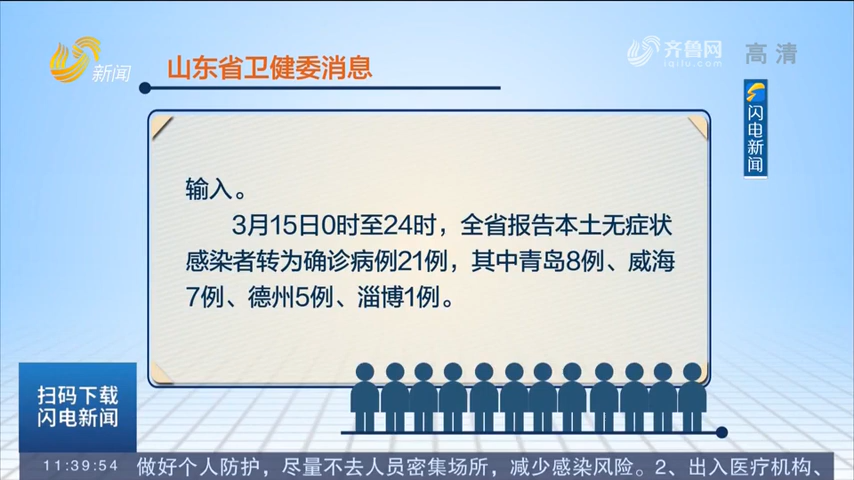 新闻
山东省卫健委消息
齐鲁网
iqilu.com
高清
闪电新闻
输入。
3月15日0时至24时，全省报告本土无症状
感染者转为确诊病例21例，其中青岛8例、威海
7例、德州5例、淄博1例。
扫码下载
闪电新闻
11:39:54
做好个人防护，尽量不去人员密集场所，减少感染风险。2、出入医疗机构、